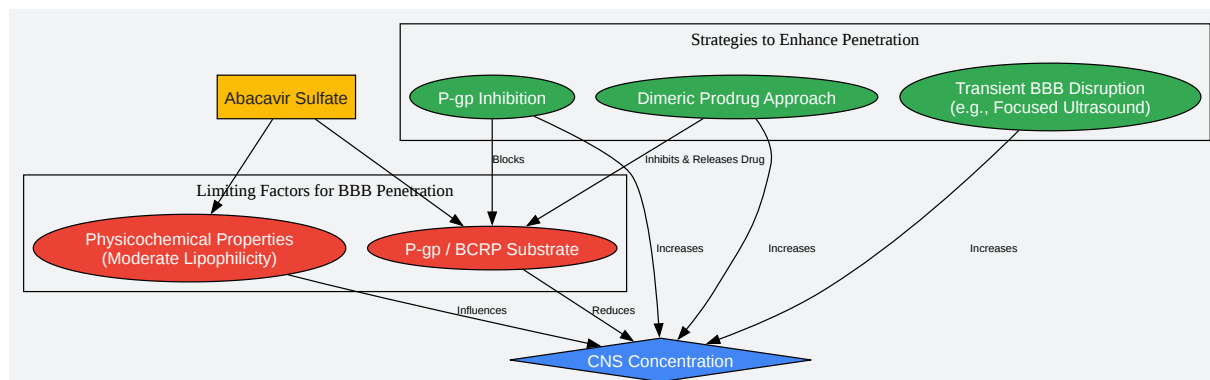 Strategies to Enhance Penetration
Abacavir Sulfate
P-gp Inhibition
Dimeric Prodrug Approach
Transient BBB Disruption
(e.g., Focused Ultrasound)
Blocks
Inhibits & Releases Drug
Limiting Factors for BBB Penetration
Physicochemical Properties
(Moderate Lipophilicity)
P-gp / BCRP Substrate
Increases
Increases
Increases
Influences
Reduces
CNS Concentration